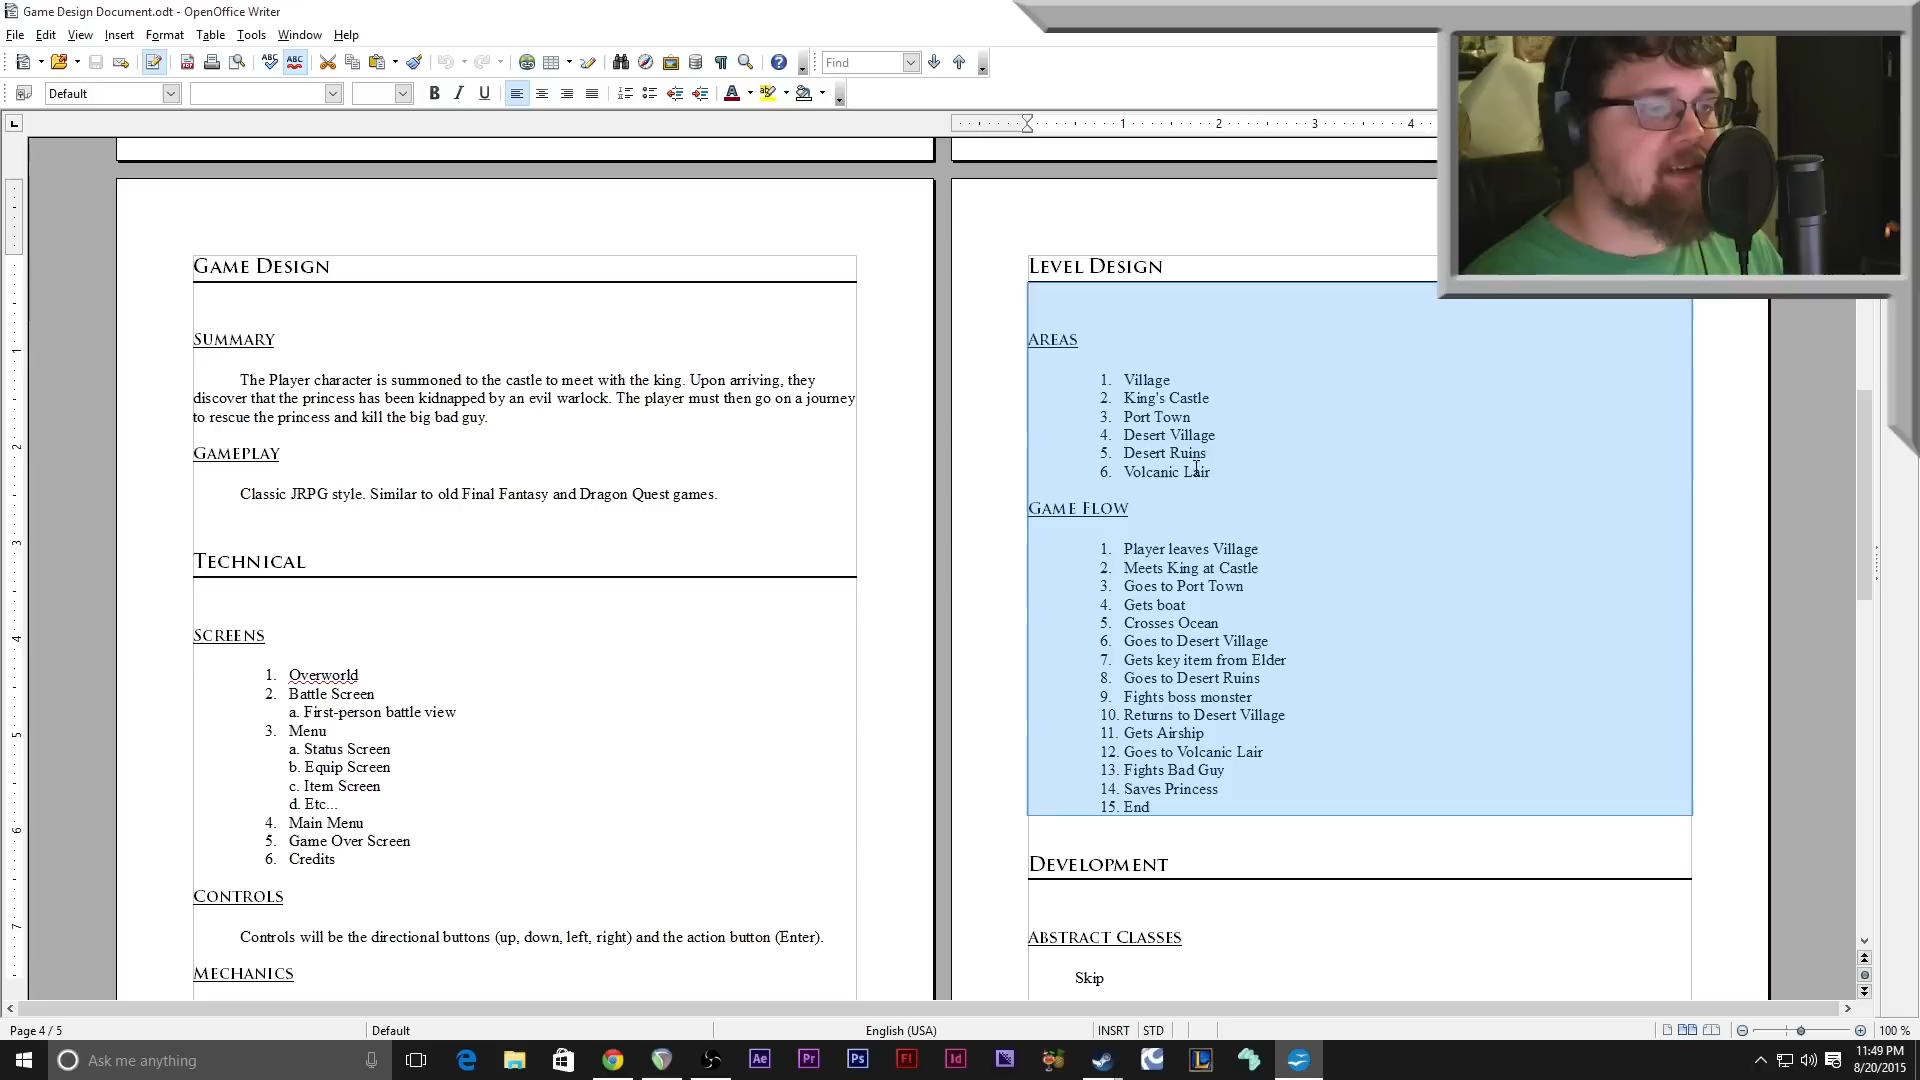 Game Design Document.odt - OpenOffice Writer
File Edit View Insert Format Table Tools Window Help
Find
Default
1 2 3 4
Game Design
Summary
The Player character is summoned to the castle to meet with the king. Upon arriving, they
discover that the princess has been kidnapped by an evil warlock. The player must then go on a journey
to rescue the princess and kill the big bad guy.
Gameplay
Classic JRPG style. Similar to old Final Fantasy and Dragon Quest games.
Technical
Screens
1. Overworld
2. Battle Screen
a. First-person battle view
3. Menu
a. Status Screen
b. Equip Screen
c. Item Screen
d. Etc...
4. Main Menu
5. Game Over Screen
6. Credits
Controls
Controls will be the directional buttons (up, down, left, right) and the action button (Enter).
Mechanics
Level Design
Areas
1. Village
2. King's Castle
3. Port Town
4. Desert Village
5. Desert Ruins
6. Volcanic Lair
Game Flow
1. Player leaves Village
2. Meets King at Castle
3. Goes to Port Town
4. Gets boat
5. Crosses Ocean
6. Goes to Desert Village
7. Gets key item from Elder
8. Goes to Desert Ruins
9. Fights boss monster
10. Returns to Desert Village
11. Gets Airship
12. Goes to Volcanic Lair
13. Fights Bad Guy
14. Saves Princess
15. End
Development
Abstract Classes
Skip
Page 4 / 5 Default English (USA) INSRT STD 100 %
Ask me anything
Ae Pr Ps Fl Id
11:49 PM
8/20/2015